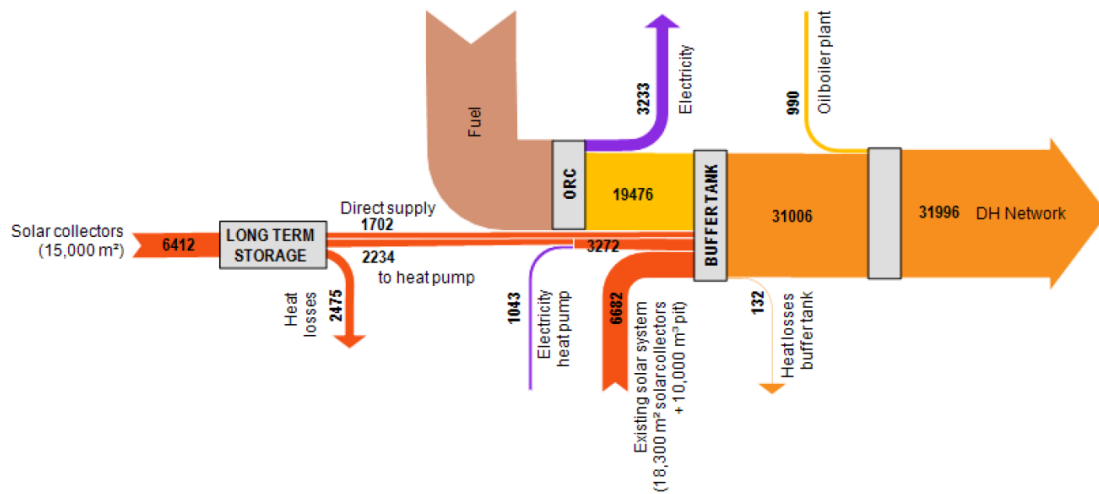 Fuel
3233
Electricity
990
Oil boiler plant
ORC
19476
BUFFER TANK
31006
31996
DH Network
Solar collectors
(15,000 m²)
6412
LONG TERM
STORAGE
Direct supply
1702
2234
to heat pump
3272
Heat
losses
2475
1043
Electricity
heat pump
6682
Existing solar system
(18,300 m² solar collectors
+ 10,000 m³ pit)
132
Heat losses
buffer tank